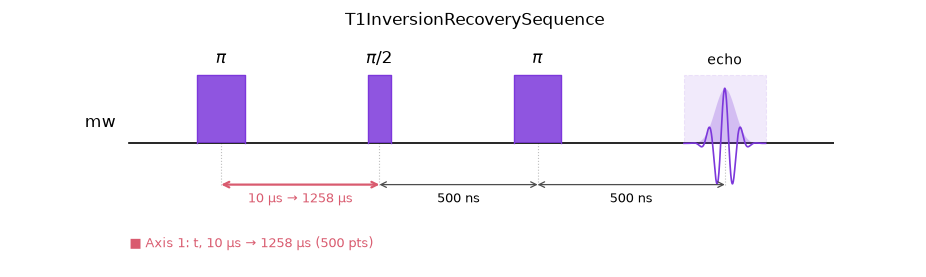 T1InversionRecoverySequence
π π/2 π echo
mw
10 μs → 1258 μs 500 ns 500 ns
Axis 1: t, 10 μs → 1258 μs (500 pts)